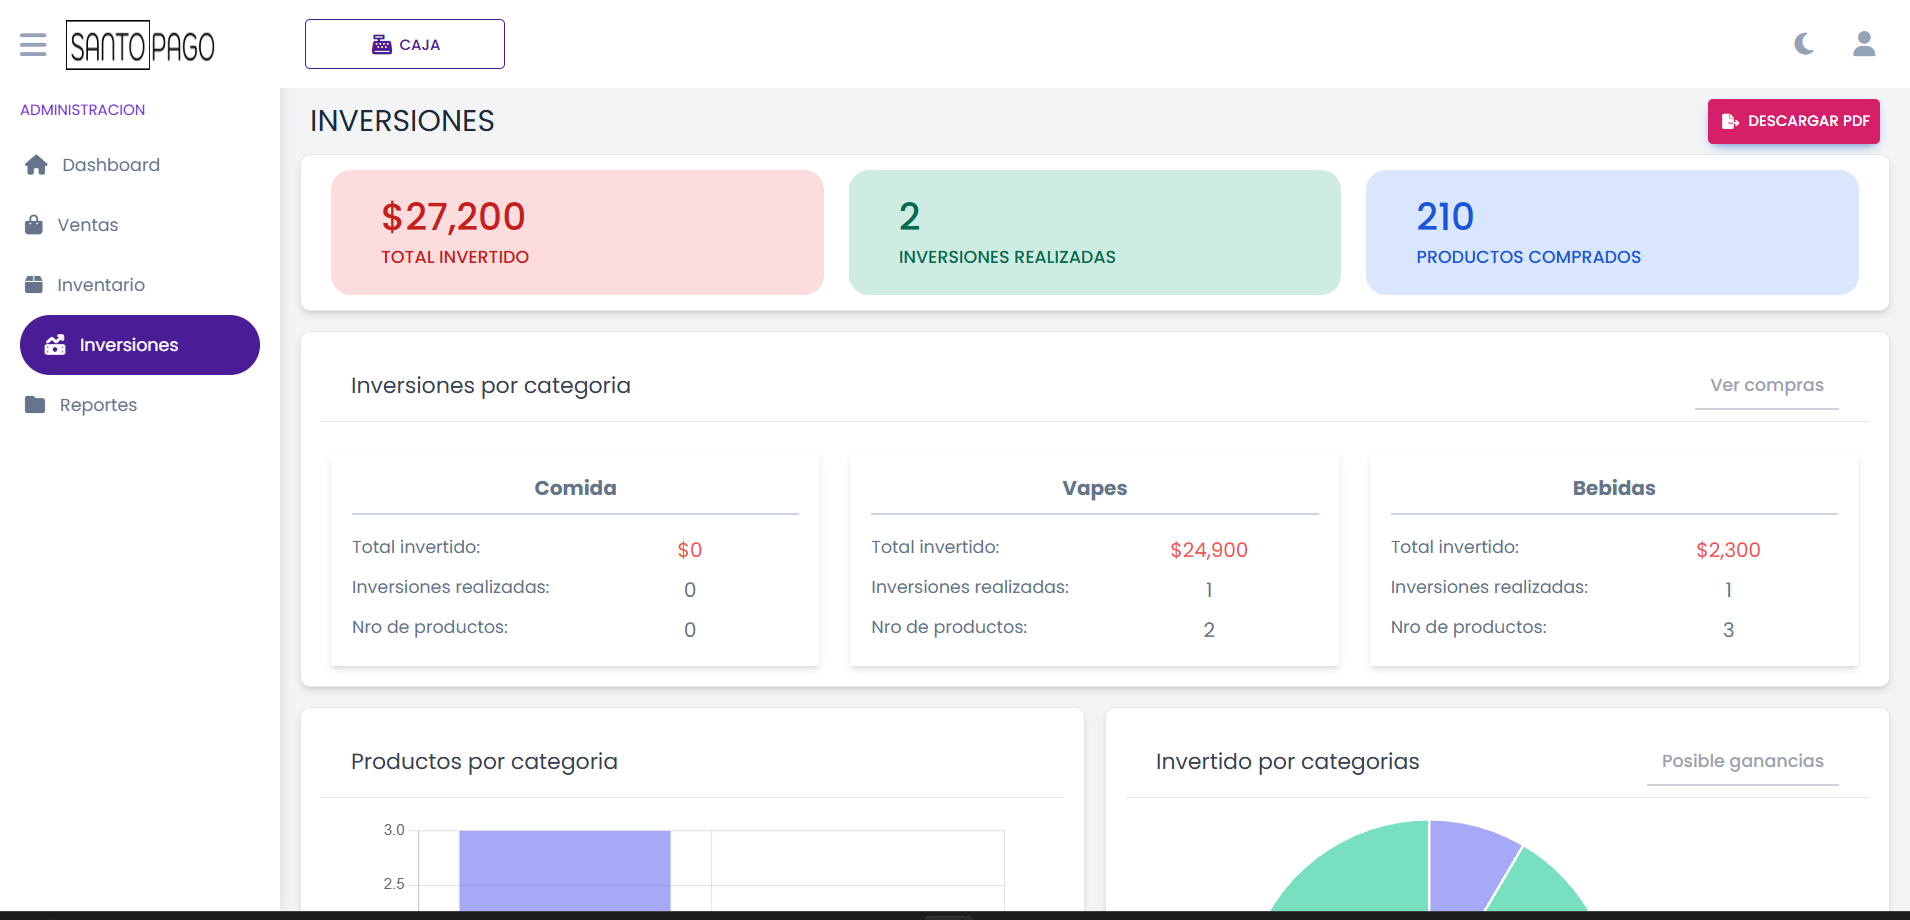 SANTO PAGO
CAJA
ADMINISTRACION
Dashboard
Ventas
Inventario
Inversiones
Reportes
INVERSIONES
DESCARGAR PDF
$27,200
TOTAL INVERTIDO
2
INVERSIONES REALIZADAS
210
PRODUCTOS COMPRADOS
Inversiones por categoria
Ver compras
Comida
Total invertido: $0
Inversiones realizadas: 0
Nro de productos: 0
Vapes
Total invertido: $24,900
Inversiones realizadas: 1
Nro de productos: 2
Bebidas
Total invertido: $2,300
Inversiones realizadas: 1
Nro de productos: 3
Productos por categoria
3.0
2.5
Invertido por categorias
Posible ganancias